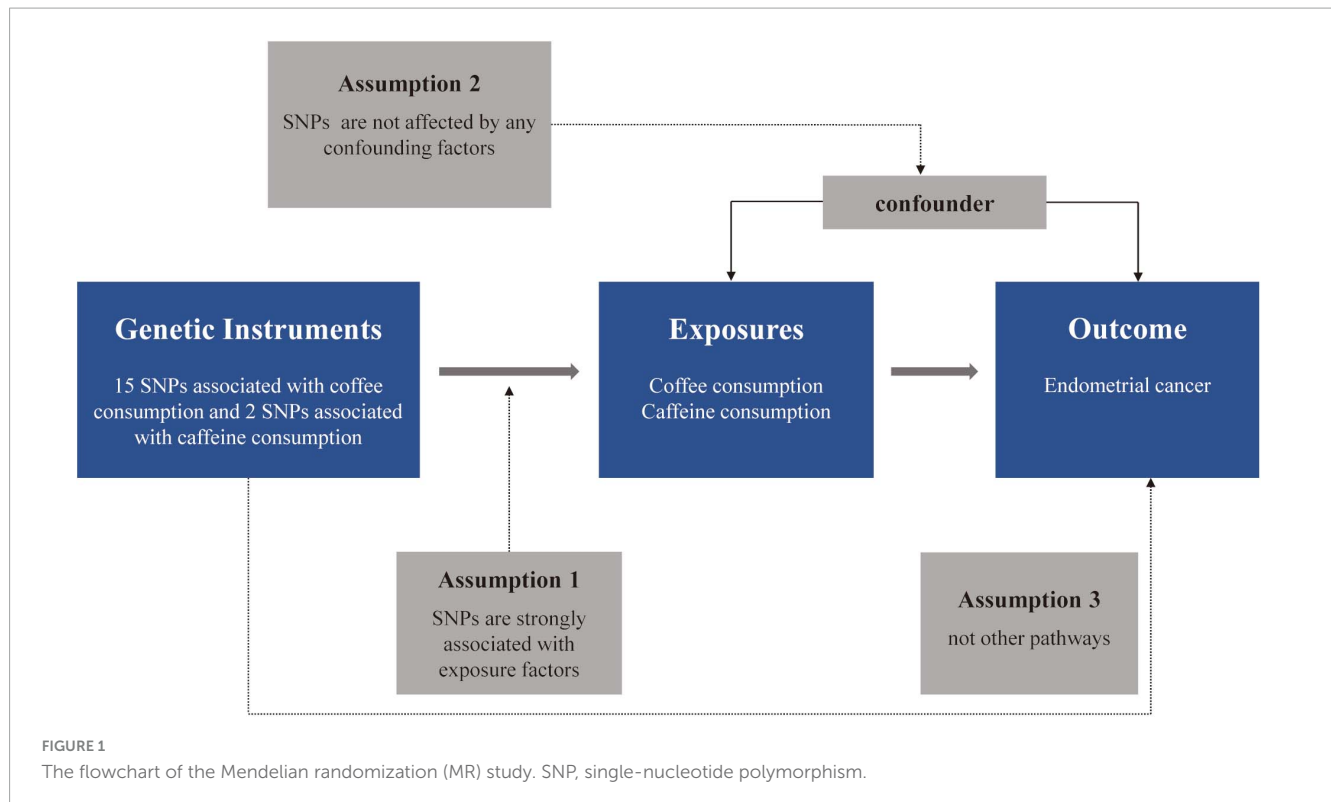 Assumption 2
SNPs are not affected by any
confounding factors
confounder
Genetic Instruments
15 SNPs associated with coffee
consumption and 2 SNPs associated
with caffeine consumption
Exposures
Coffee consumption
Caffeine consumption
Outcome
Endometrial cancer
Assumption 1
SNPs are strongly
associated with
exposure factors
Assumption 3
not other pathways
FIGURE 1
The flowchart of the Mendelian randomization (MR) study. SNP, single-nucleotide polymorphism.